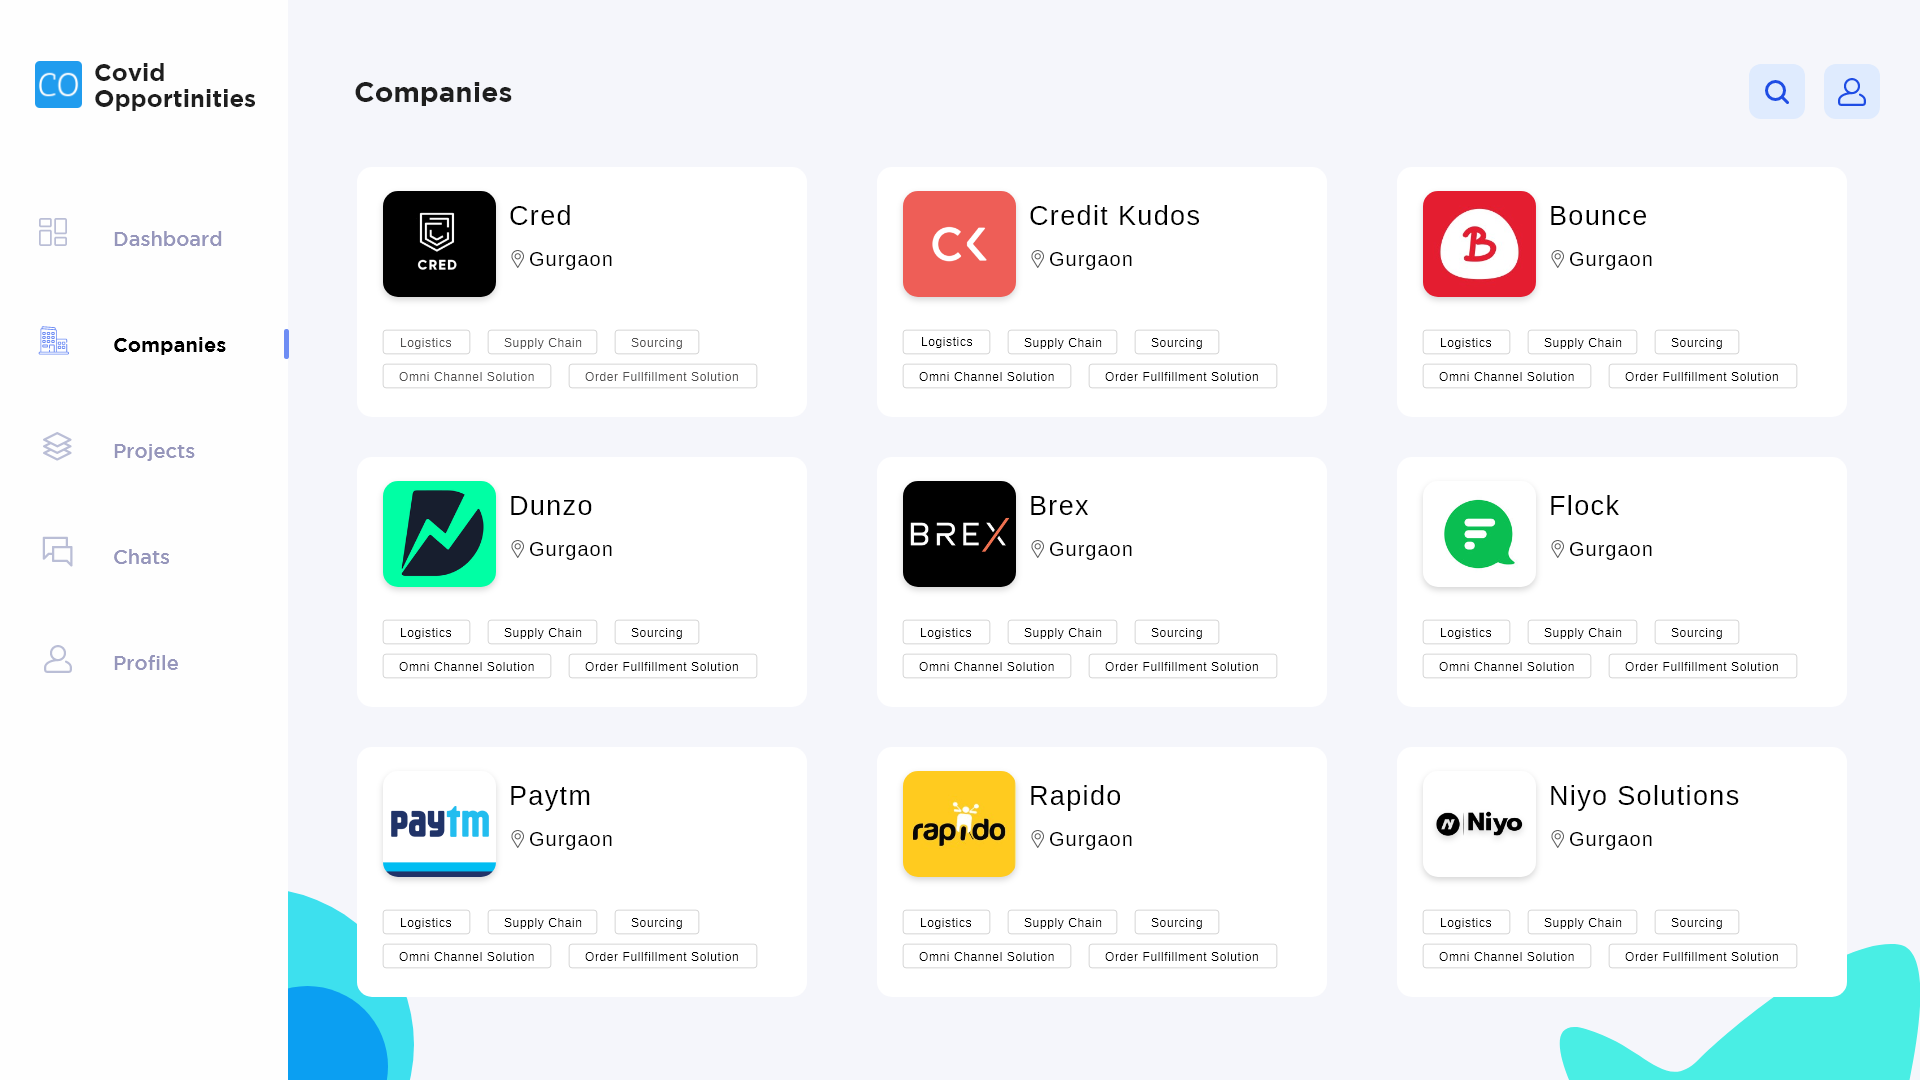 CO
Covid
Opportinities
Dashboard
Companies
Projects
Chats
Profile
Companies
CRED
Cred
Gurgaon
Logistics
Supply Chain
Sourcing
Omni Channel Solution
Order Fullfillment Solution
CK
Credit Kudos
Gurgaon
Logistics
Supply Chain
Sourcing
Omni Channel Solution
Order Fullfillment Solution
B
Bounce
Gurgaon
Logistics
Supply Chain
Sourcing
Omni Channel Solution
Order Fullfillment Solution
Dunzo
Gurgaon
Logistics
Supply Chain
Sourcing
Omni Channel Solution
Order Fullfillment Solution
BREX
Brex
Gurgaon
Logistics
Supply Chain
Sourcing
Omni Channel Solution
Order Fullfillment Solution
Flock
Gurgaon
Logistics
Supply Chain
Sourcing
Omni Channel Solution
Order Fullfillment Solution
paytm
Paytm
Gurgaon
Logistics
Supply Chain
Sourcing
Omni Channel Solution
Order Fullfillment Solution
rapido
Rapido
Gurgaon
Logistics
Supply Chain
Sourcing
Omni Channel Solution
Order Fullfillment Solution
N Niyo
Niyo Solutions
Gurgaon
Logistics
Supply Chain
Sourcing
Omni Channel Solution
Order Fullfillment Solution